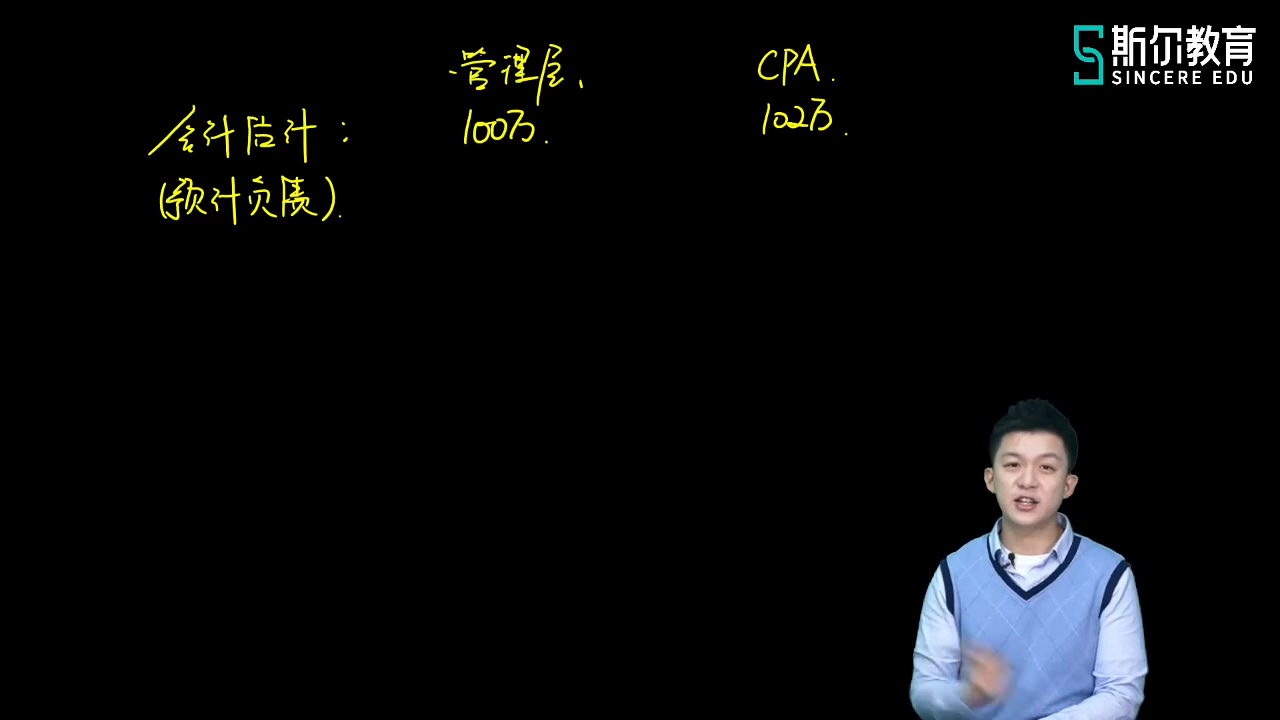 斯尔教育
SINCERE EDU
管理层 CPA.
会计估计: 100万. 102万.
(预计负债).